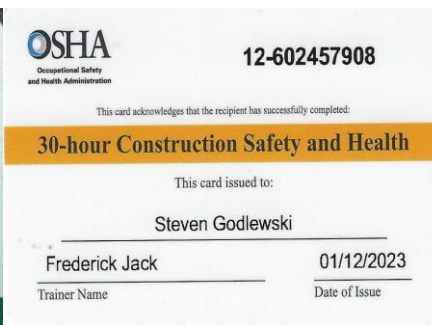 OSHA
Occupational Safety
and Health Administration
12-602457908
This card acknowledges that the recipient has successfully completed:
30-hour Construction Safety and Health
This card issued to:
Steven Godlewski
Frederick Jack
01/12/2023
Trainer Name
Date of Issue